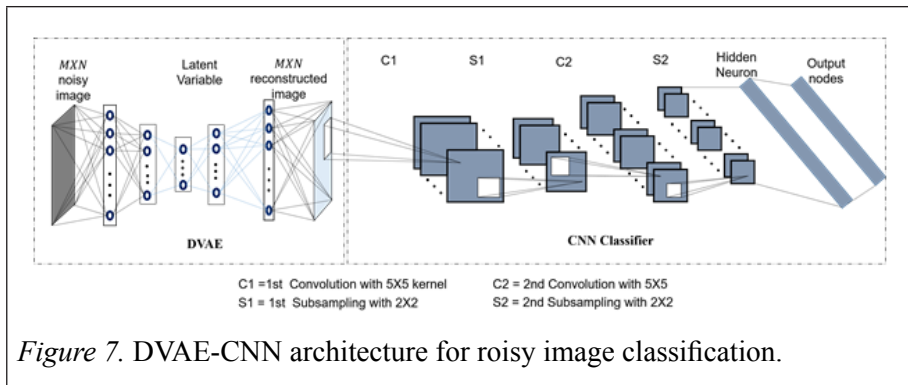 MXN noisy image
Latent Variable
MXN reconstructed image
C1
S1
C2
S2
Hidden Neuron
Output nodes
DVAE
CNN Classifier
C1 =1st Convolution with 5X5 kernel
C2 = 2nd Convolution with 5X5
S1 = 1st Subsampling with 2X2
S2 = 2nd Subsampling with 2X2
Figure 7. DVAE-CNN architecture for roisy image classification.